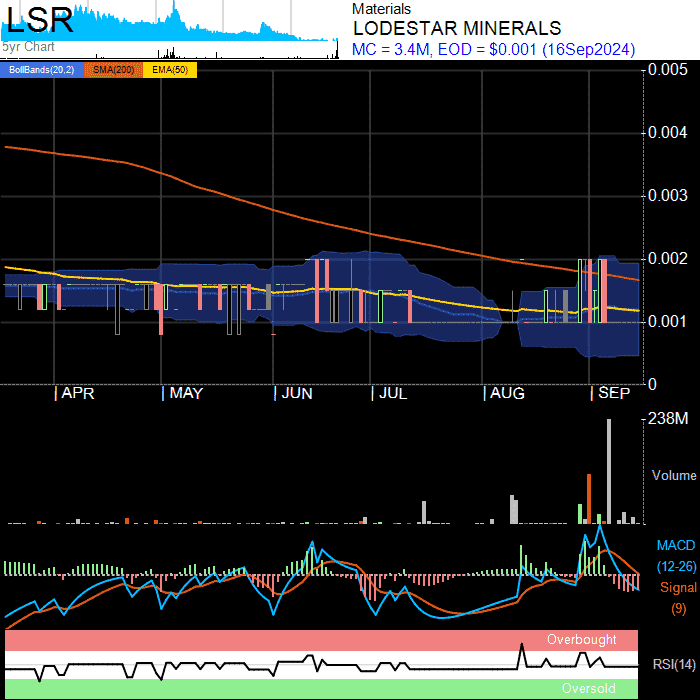 LSR
5yr Chart
Materials
LODESTAR MINERALS
MC = 3.4M, EOD = $0.001 (16Sep2024)
BollBands(20,2) SMA(200) EMA(50)
0.005
0.004
0.003
0.002
0.001
0
APR MAY JUN JUL AUG SEP
238M
Volume
MACD
(12-26)
Signal
(9)
Overbought
RSI(14)
Oversold